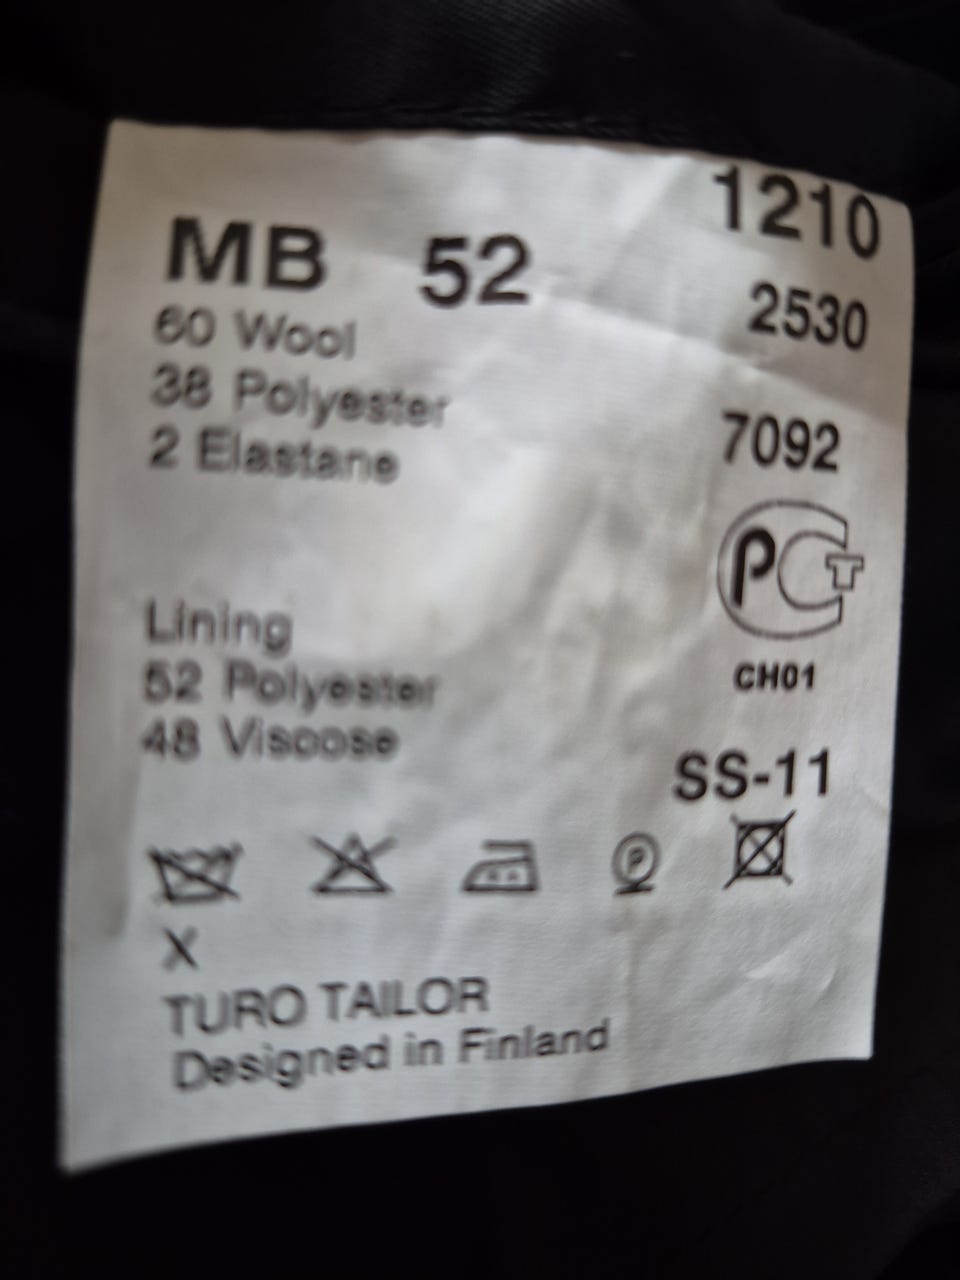 1210
MB 52
2530
60 Wool
38 Polyester
2 Elastane
7092
РСТ
Lining
CH01
52 Polyester
48 Viscose
SS-11
P
X
TURO TAILOR
Designed in Finland